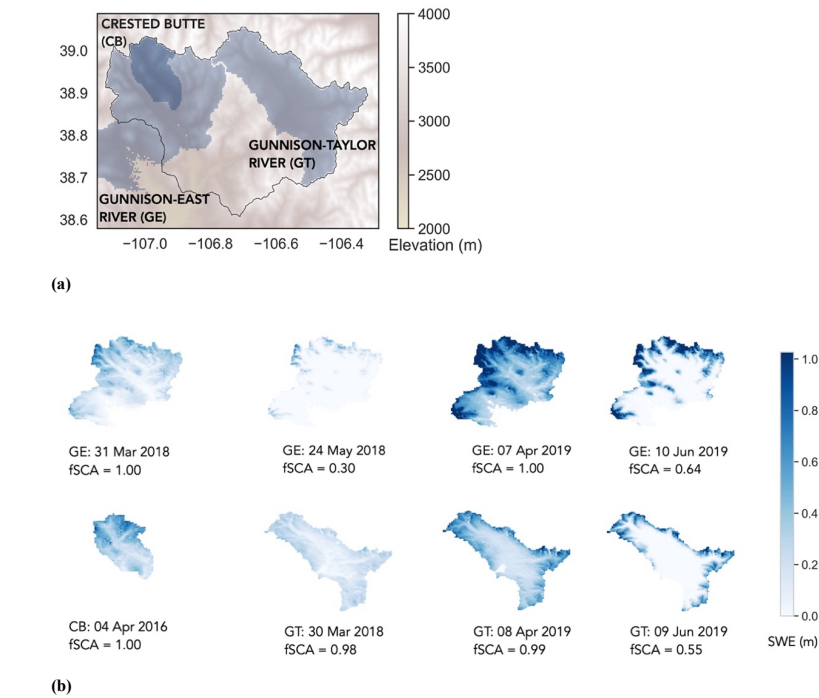 CRESTED BUTTE
(CB)
GUNNISON-TAYLOR
RIVER (GT)
GUNNISON-EAST
RIVER (GE)
39.0
38.9
38.8
38.7
38.6
−107.0 −106.8 −106.6 −106.4
4000
3500
3000
2500
2000
Elevation (m)
(a)
GE: 31 Mar 2018
fSCA = 1.00
GE: 24 May 2018
fSCA = 0.30
GE: 07 Apr 2019
fSCA = 1.00
GE: 10 Jun 2019
fSCA = 0.64
CB: 04 Apr 2016
fSCA = 1.00
GT: 30 Mar 2018
fSCA = 0.98
GT: 08 Apr 2019
fSCA = 0.99
GT: 09 Jun 2019
fSCA = 0.55
1.0
0.8
0.6
0.4
0.2
0.0
SWE (m)
(b)